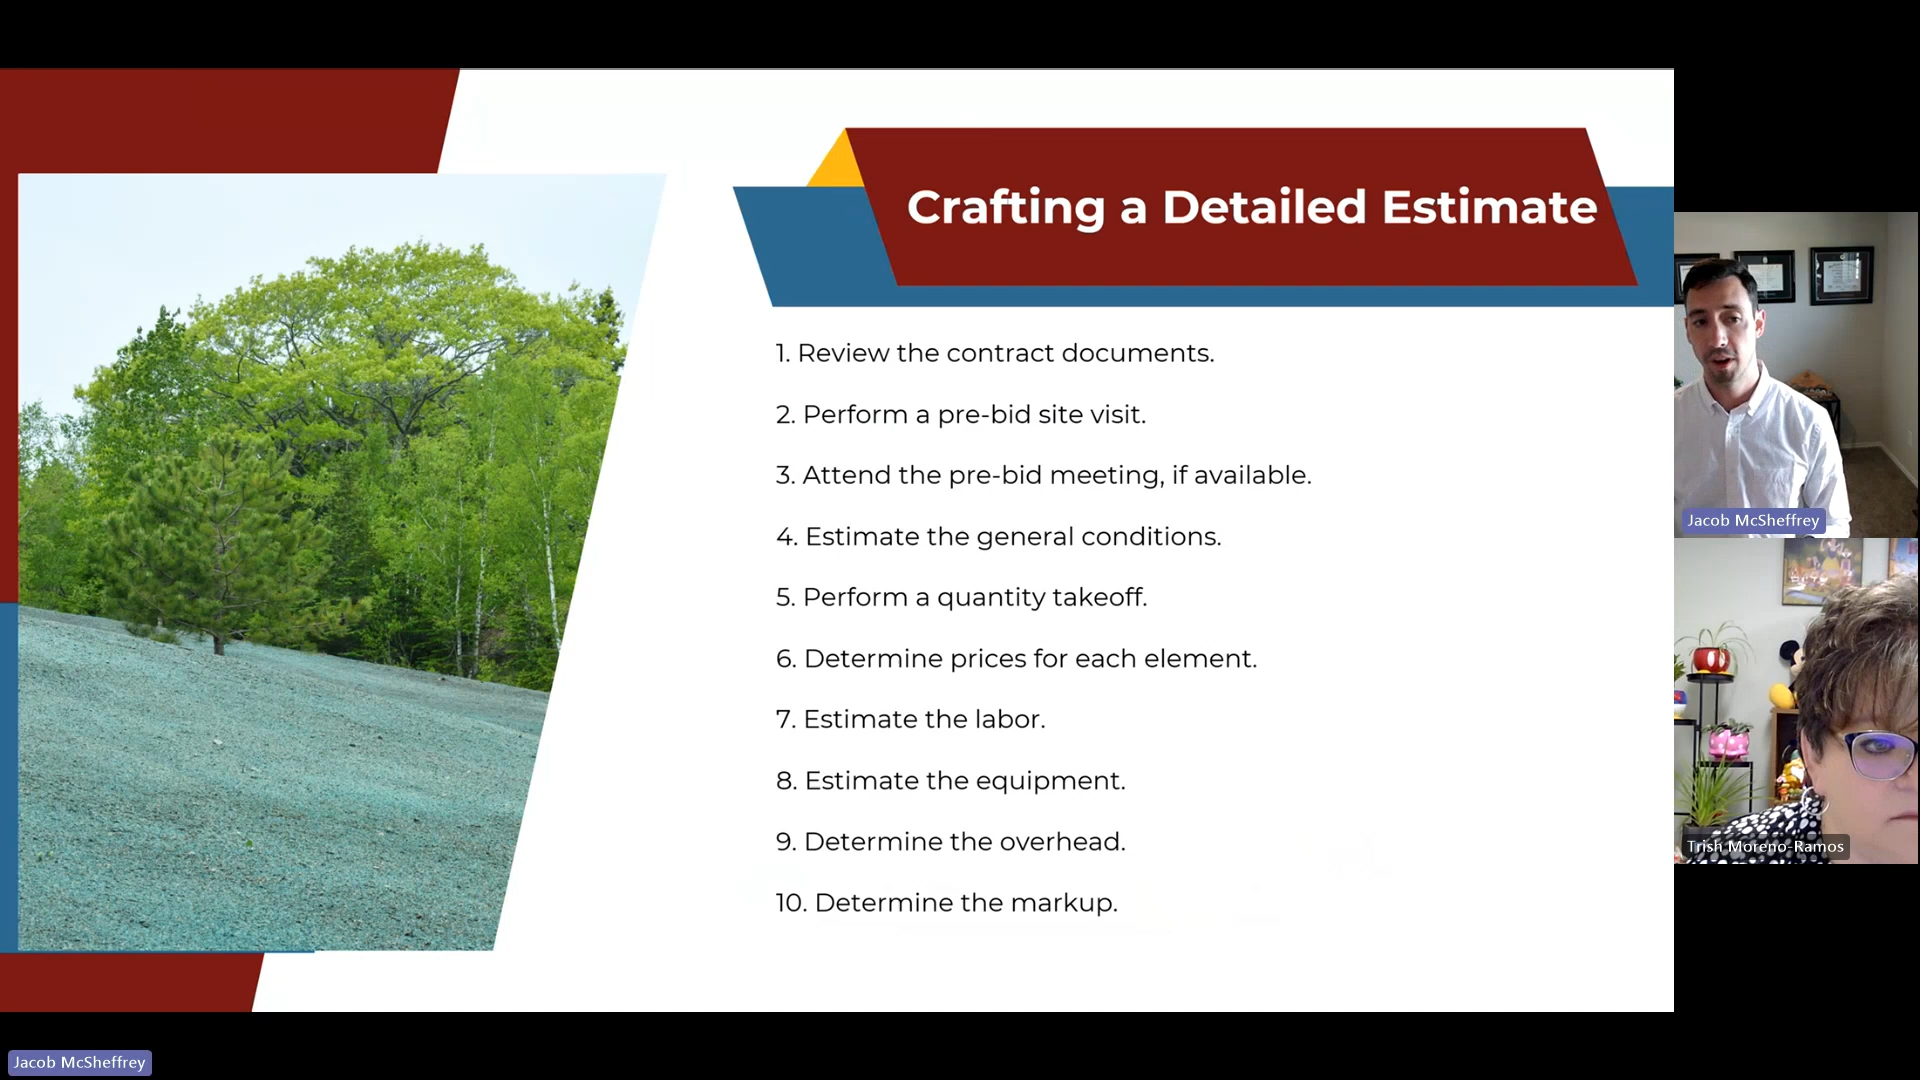 Crafting a Detailed Estimate
1. Review the contract documents.
2. Perform a pre-bid site visit.
3. Attend the pre-bid meeting, if available.
4. Estimate the general conditions.
5. Perform a quantity takeoff.
6. Determine prices for each element.
7. Estimate the labor.
8. Estimate the equipment.
9. Determine the overhead.
10. Determine the markup.
Jacob McSheffrey
Trish Moreno-Ramos
Jacob McSheffrey